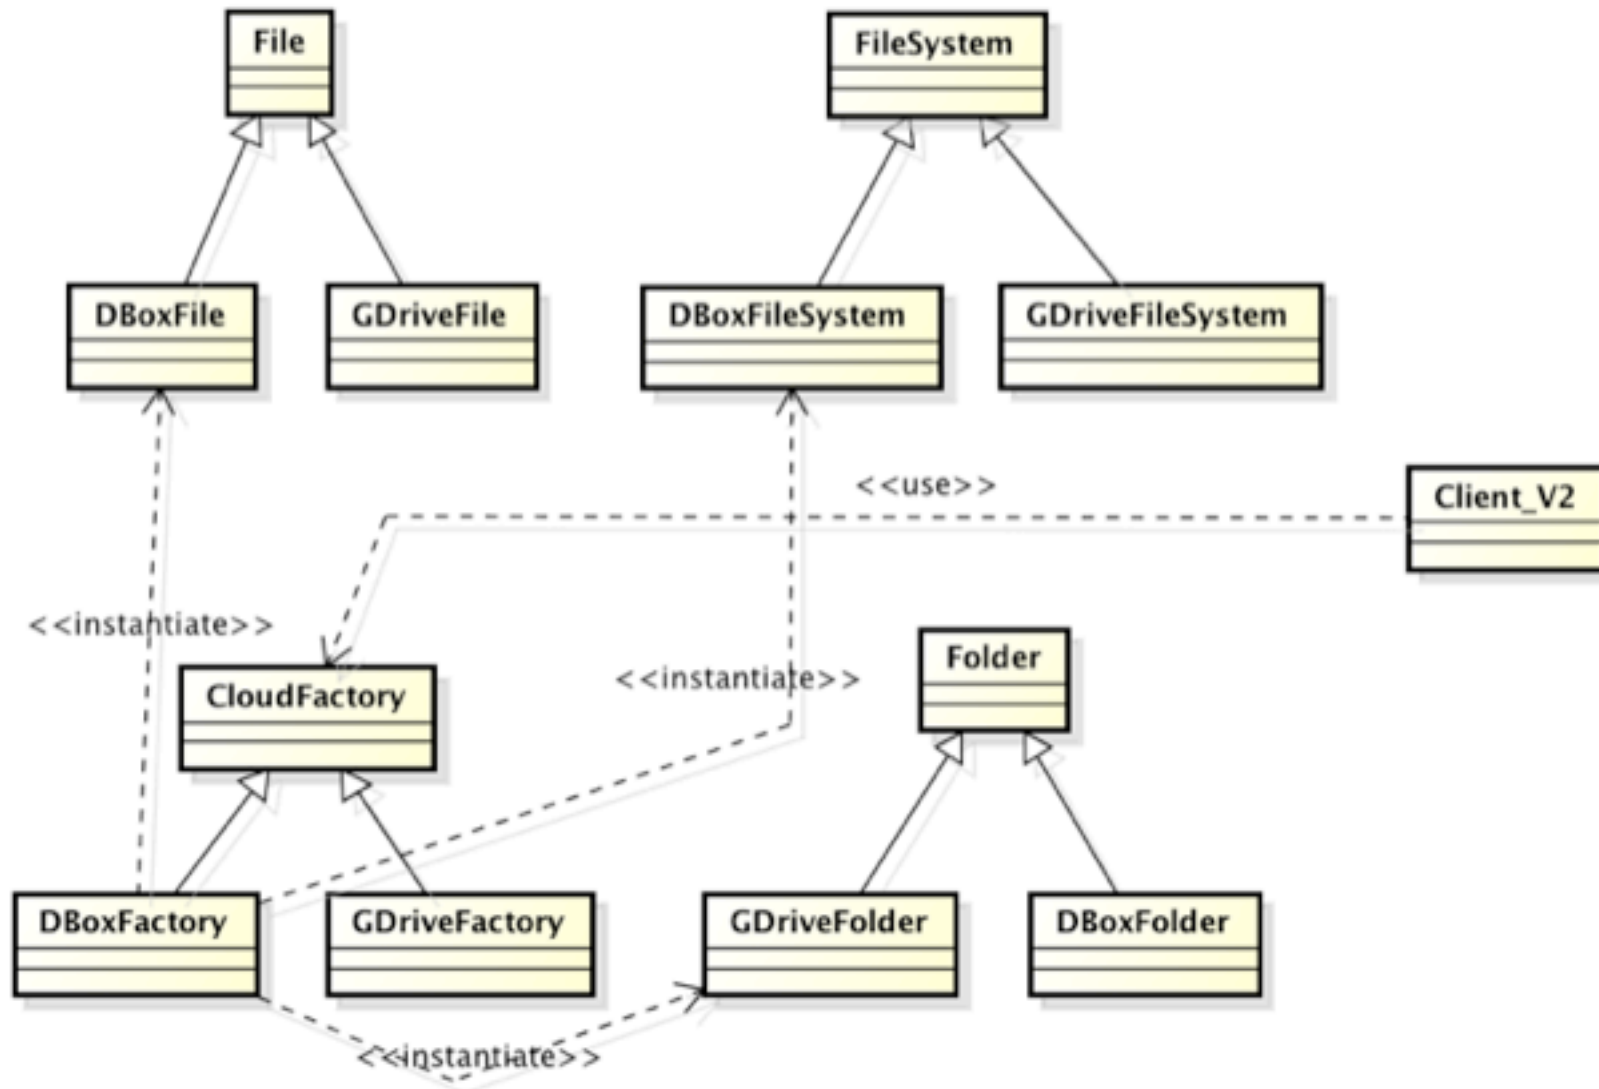 File
FileSystem
DBoxFile
GDriveFile
DBoxFileSystem
GDriveFileSystem
<<use>>
Client_V2
<<instantiate>>
Folder
<<instantiate>>
CloudFactory
DBoxFactory
GDriveFactory
GDriveFolder
DBoxFolder
<<instantiate>>